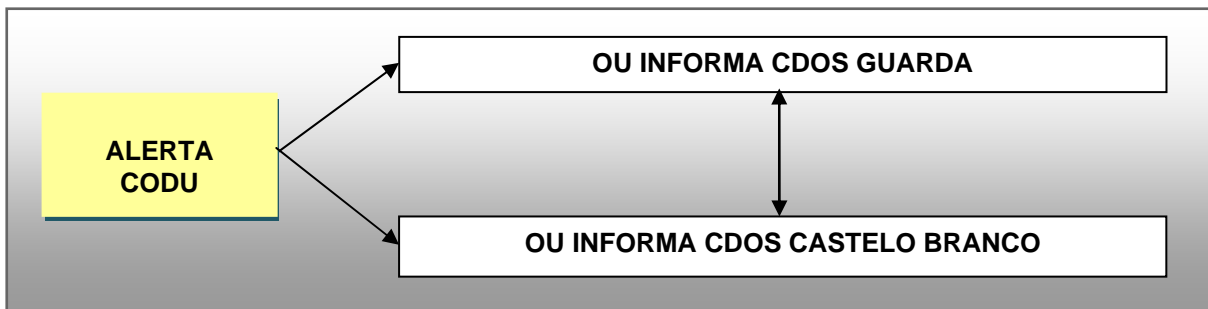 OU INFORMA CDOS GUARDA
ALERTA
CODU
OU INFORMA CDOS CASTELO BRANCO